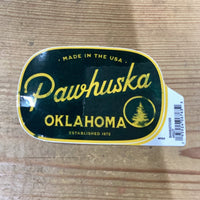 · MADE IN THE USA ·
Pawhuska
OKLAHOMA
ESTABLISHED 1872